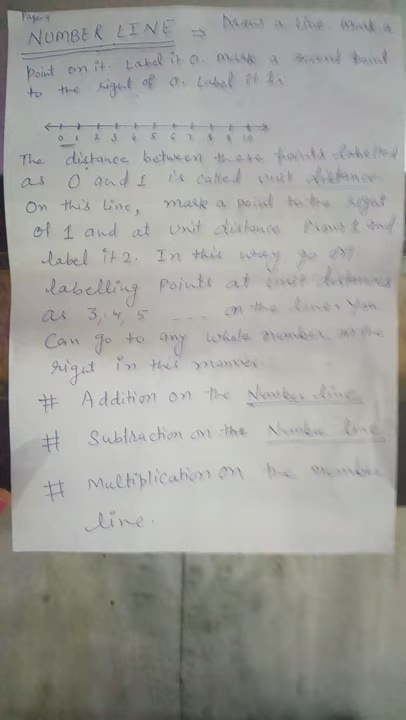 Page-4
NUMBER LINE ⇒ Draw a line. Mark a
point on it. Label it 0. Mark a second point
to the right of 0. Label it 1.
0 1 2 3 4 5 6 7 8 9 10
The distance between these points labelled
as 0 and 1 is called unit distance
On this line, mark a point to the right
of 1 and at unit distance from 1 and
label it 2. In this way go on
labelling points at unit distances
as 3, 4, 5 .... on the line. You
Can go to any whole number on the
right in this manner.
# Addition on the Number line
# Subtraction on the Number line
# Multiplication on the number
line.